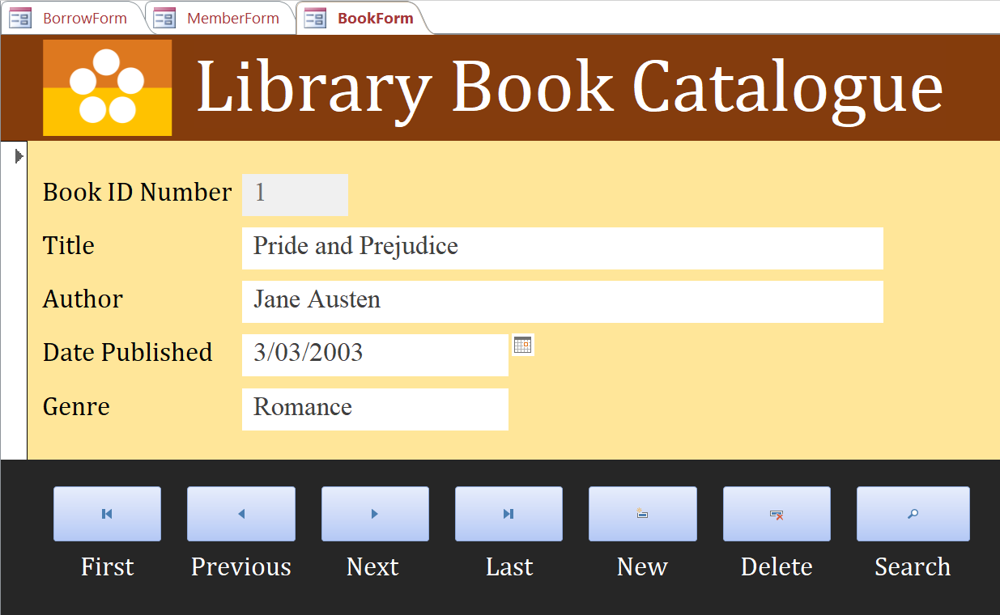 BorrowForm MemberForm BookForm
Library Book Catalogue
Book ID Number 1
Title Pride and Prejudice
Author Jane Austen
Date Published 3/03/2003
Genre Romance
First Previous Next Last New Delete Search